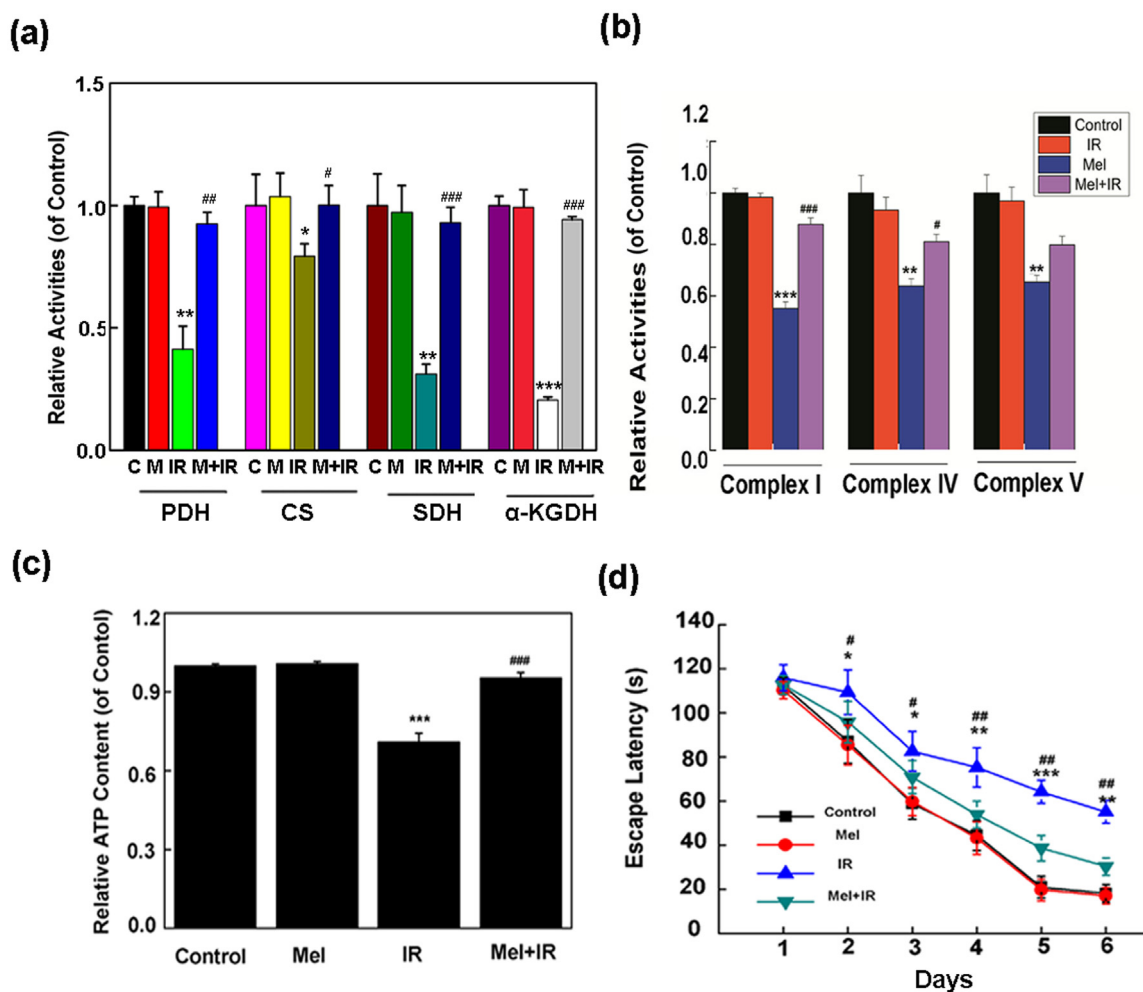 (a)
Relative Activities (of Control)
1.5
1.0
0.5
0.0
**
##
*
#
**
###
***
###
C M IR M+IR C M IR M+IR C M IR M+IR C M IR M+IR
PDH CS SDH α-KGDH
(b)
Relative Activities (of Control)
1.2
1.0
0.8
0.6
0.4
0.2
0.0
Control
IR
Mel
Mel+IR
***
###
**
#
**
Complex I Complex IV Complex V
(c)
Relative ATP Content (of Contol)
1.2
0.9
0.6
0.3
0.0
***
###
Control Mel IR Mel+IR
(d)
Escape Latency (s)
140
120
100
80
60
40
20
0
#
*
#
*
##
**
##
***
##
**
Control
Mel
IR
Mel+IR
1 2 3 4 5 6
Days